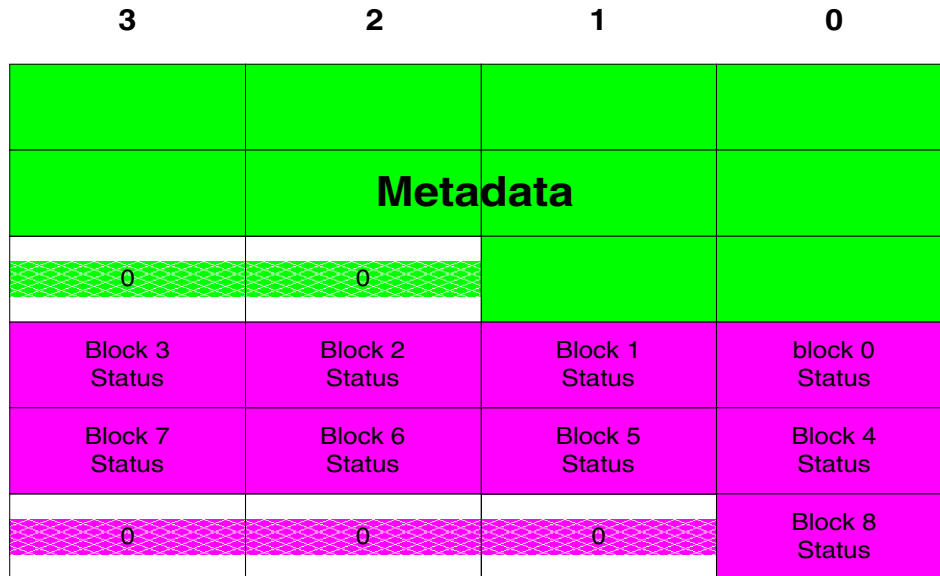 3 2 1 0
Metadata
0 0
Block 3 Block 2 Block 1 block 0
Status Status Status Status
Block 7 Block 6 Block 5 Block 4
Status Status Status Status
0 0 0 Block 8
Status